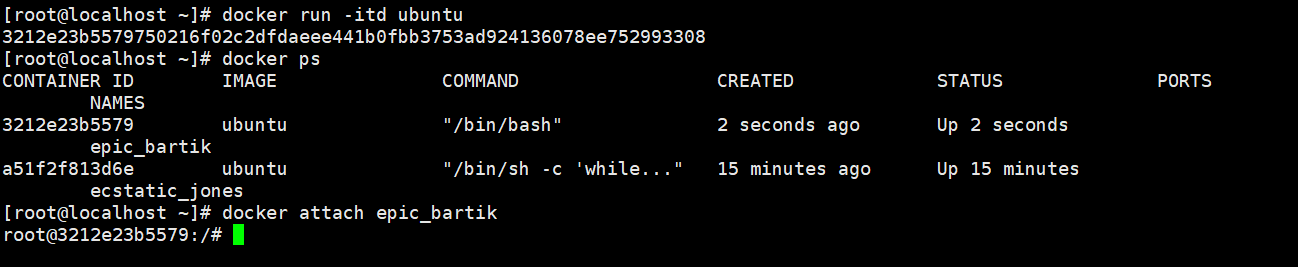 [root@localhost ~]# docker run -itd ubuntu
3212e23b5579750216f02c2dfdaeee441b0fbb3753ad924136078ee752993308
[root@localhost ~]# docker ps
CONTAINER ID        IMAGE               COMMAND                CREATED             STATUS              PORTS
        NAMES
3212e23b5579        ubuntu              "/bin/bash"              2 seconds ago       Up 2 seconds
        epic_bartik
a51f2f813d6e        ubuntu              "/bin/sh -c 'while..."   15 minutes ago      Up 15 minutes
        ecstatic_jones
[root@localhost ~]# docker attach epic_bartik
root@3212e23b5579:/#